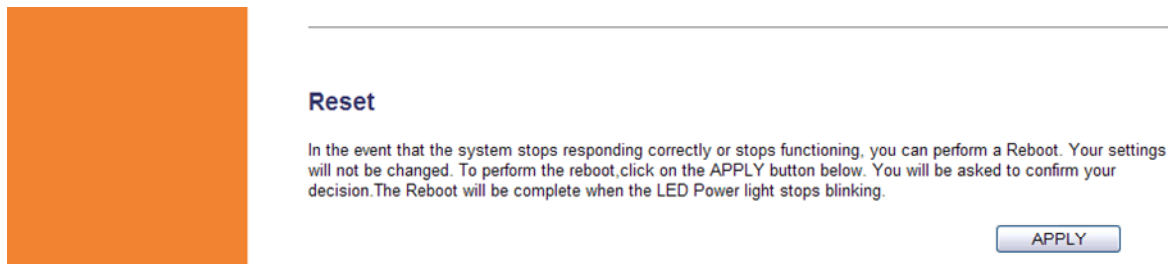 Reset
In the event that the system stops responding correctly or stops functioning, you can perform a Reboot. Your settings
will not be changed. To perform the reboot,click on the APPLY button below. You will be asked to confirm your
decision.The Reboot will be complete when the LED Power light stops blinking.
APPLY